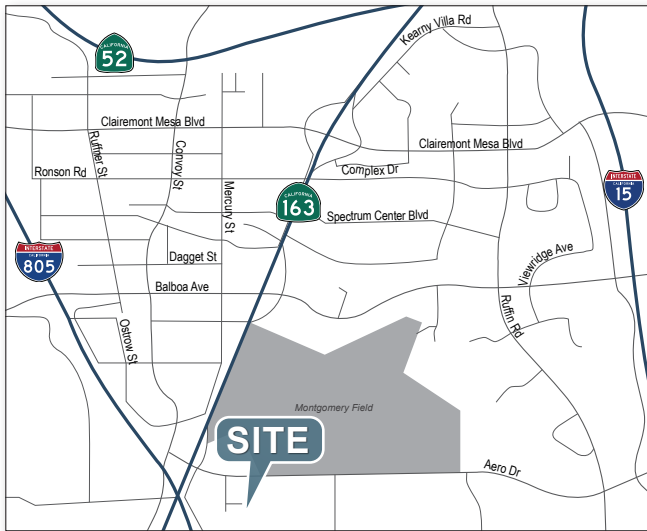 Kearny Villa Rd
CALIFORNIA
52
Clairemont Mesa Blvd
Clairemont Mesa Blvd
Ruffner St
Convoy St
Ronson Rd
Complex Dr
Mercury St
CALIFORNIA
163
INTERSTATE
CALIFORNIA
15
Spectrum Center Blvd
INTERSTATE
CALIFORNIA
805
Dagget St
Viewridge Ave
Balboa Ave
Ruffin Rd
Ostrow St
Montgomery Field
SITE
Aero Dr